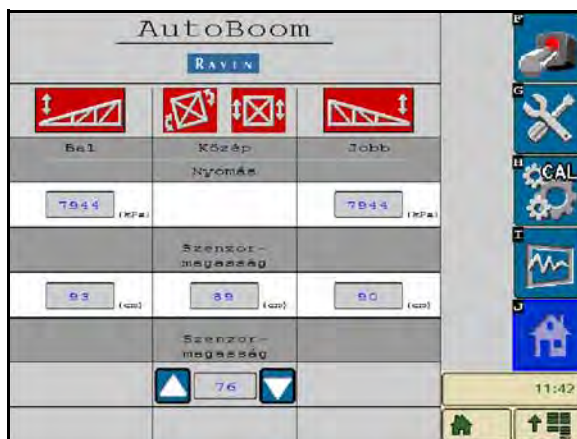 AutoBoom
RAVEN
Bal Közép Jobb
Nyomás
7944 (kPa) 7944 (kPa)
Szenzor-
magasság
93 (cm) 89 (cm) 90 (cm)
Szenzor-
magasság
76
F
G
H
CAL
I
J
11:42